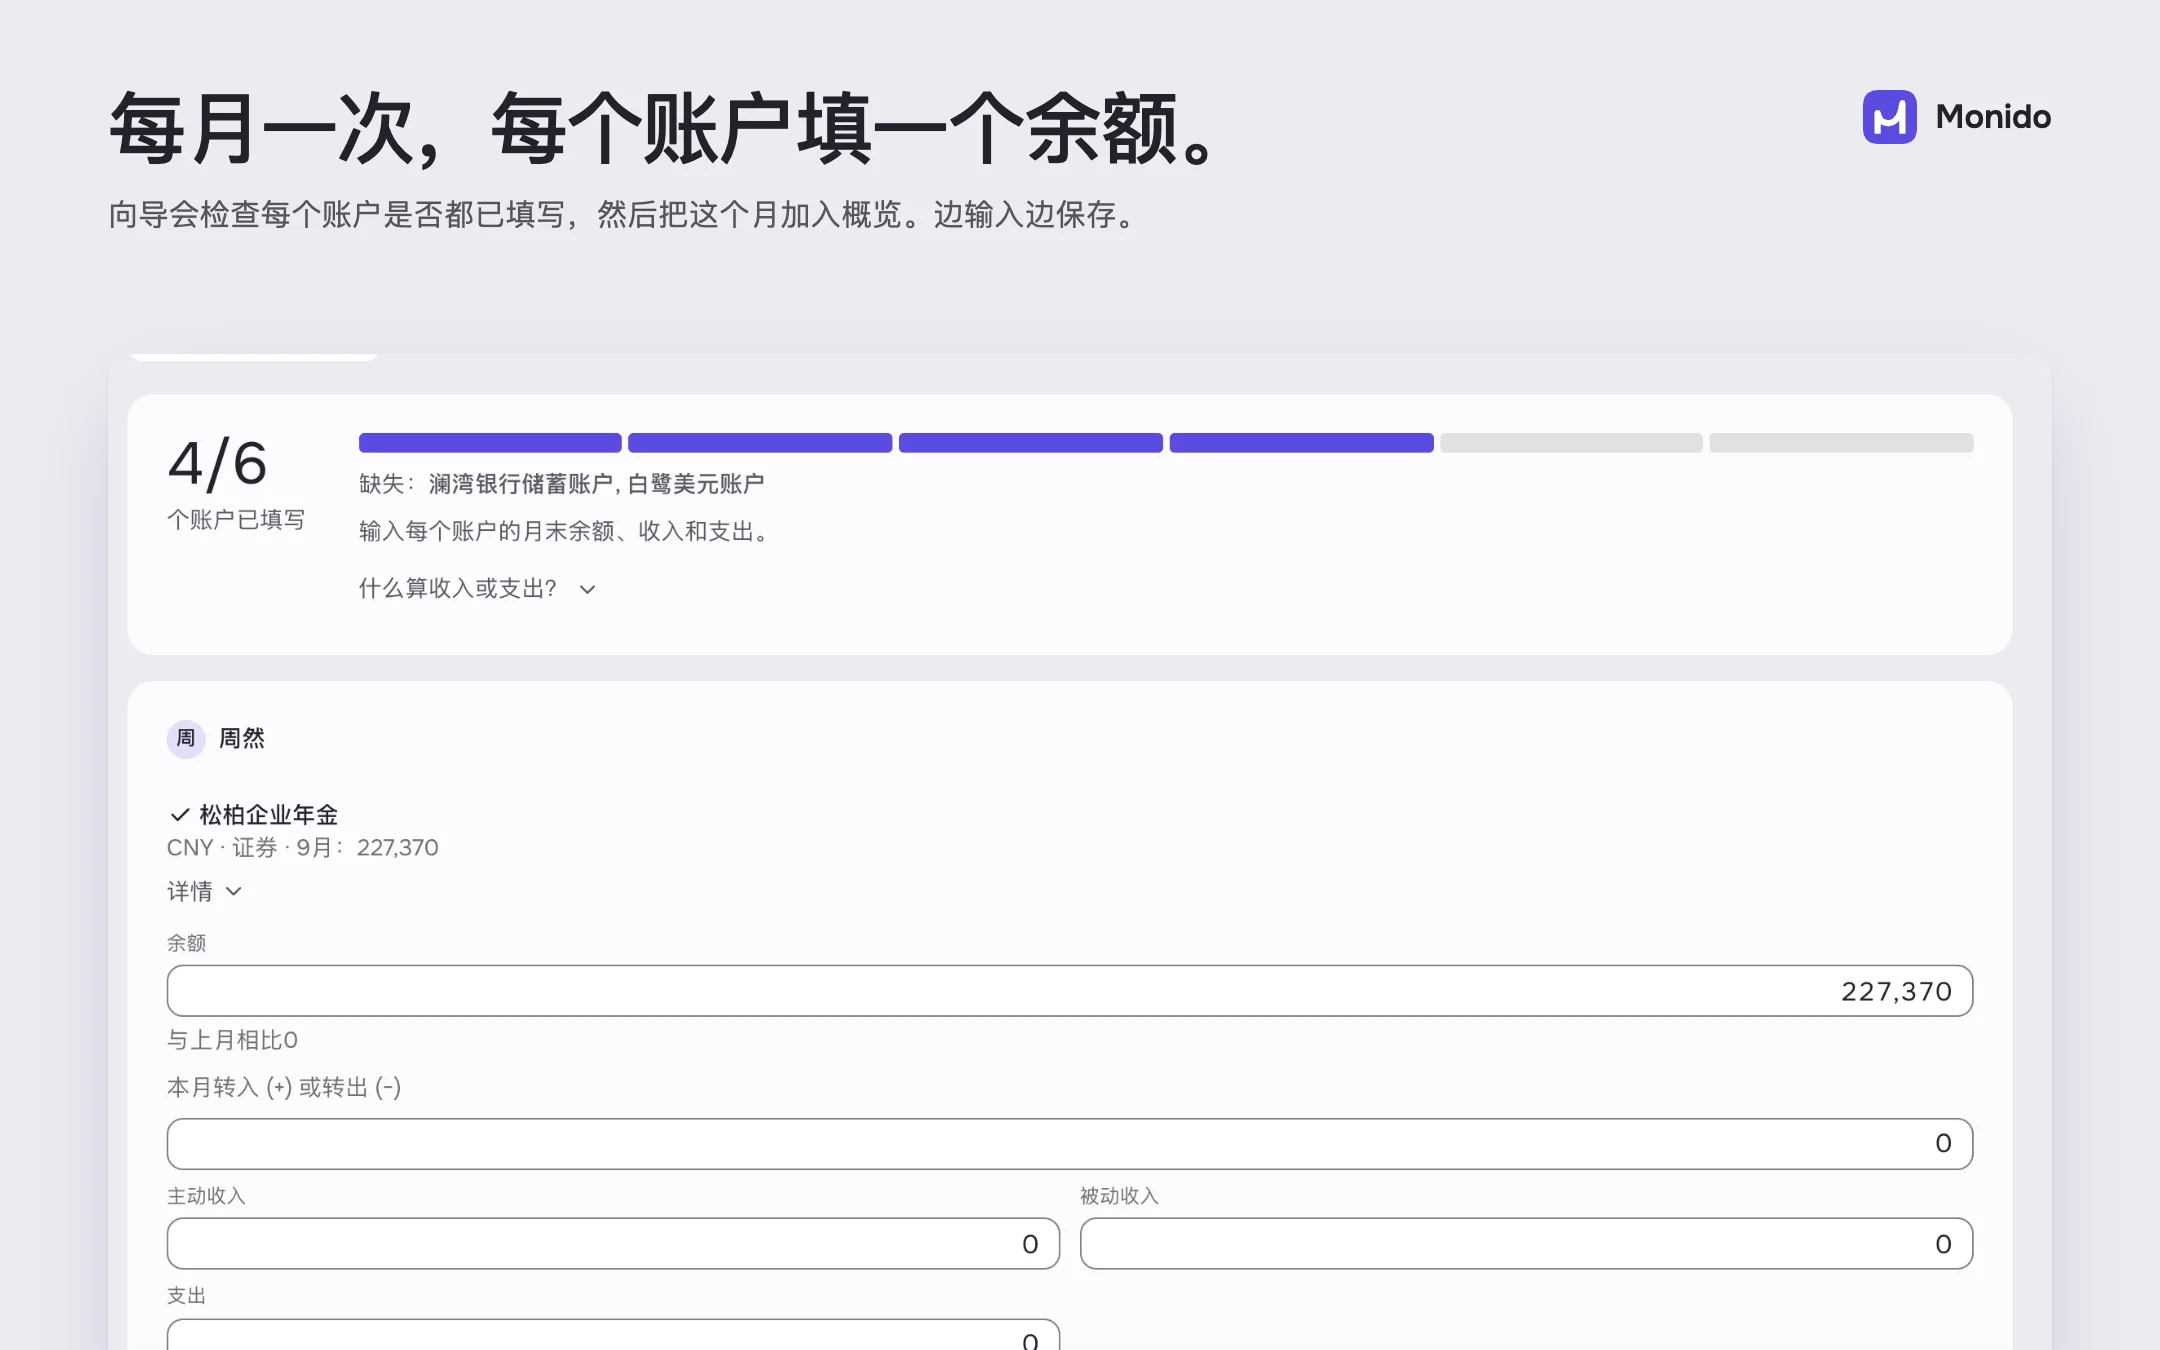 每月一次，每个账户填一个余额。
Monido
向导会检查每个账户是否都已填写，然后把这个月加入概览。边输入边保存。
4/6
个账户已填写
缺失：澜湾银行储蓄账户, 白鹭美元账户
输入每个账户的月末余额、收入和支出。
什么算收入或支出?
周 周然
松柏企业年金
CNY · 证券 · 9月：227,370
详情
余额
227,370
与上月相比0
本月转入 (+) 或转出 (−)
0
主动收入 被动收入
0 0
支出
0